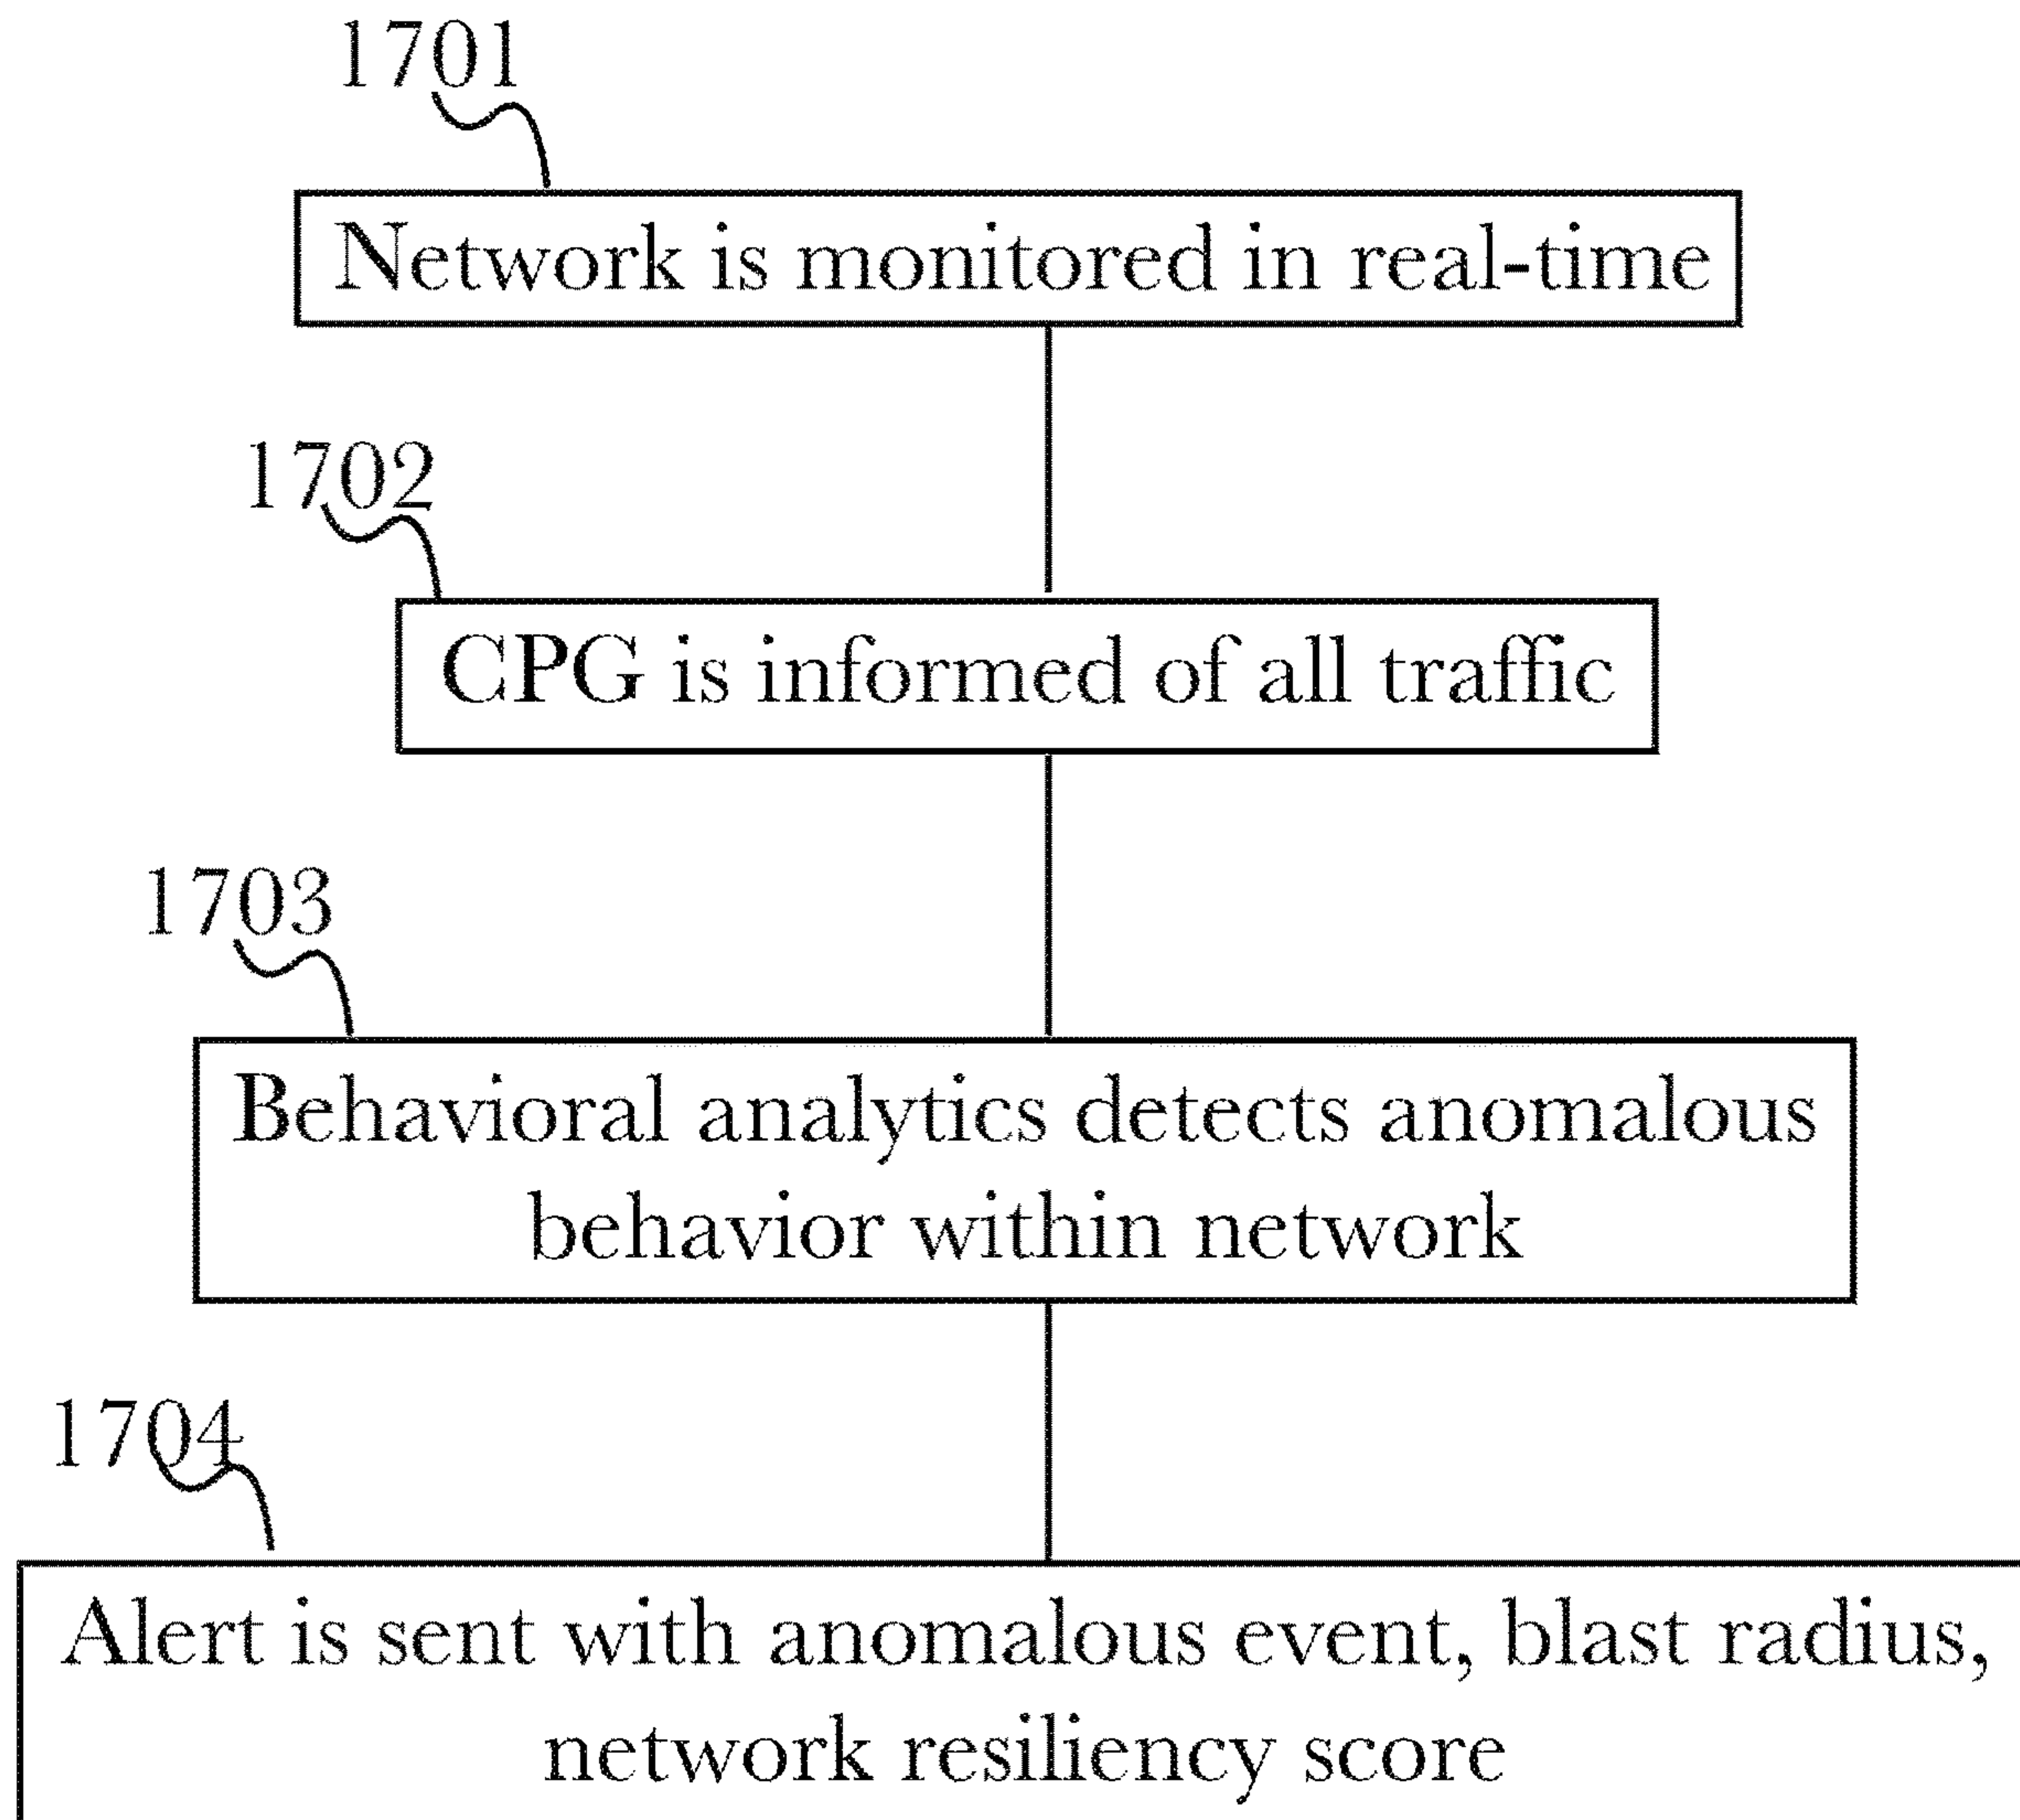 1701
Network is monitored in real-time
1702
CPG is informed of all traffic
1703
Behavioral analytics detects anomalous
behavior within network
1704
Alert is sent with anomalous event, blast radius,
network resiliency score